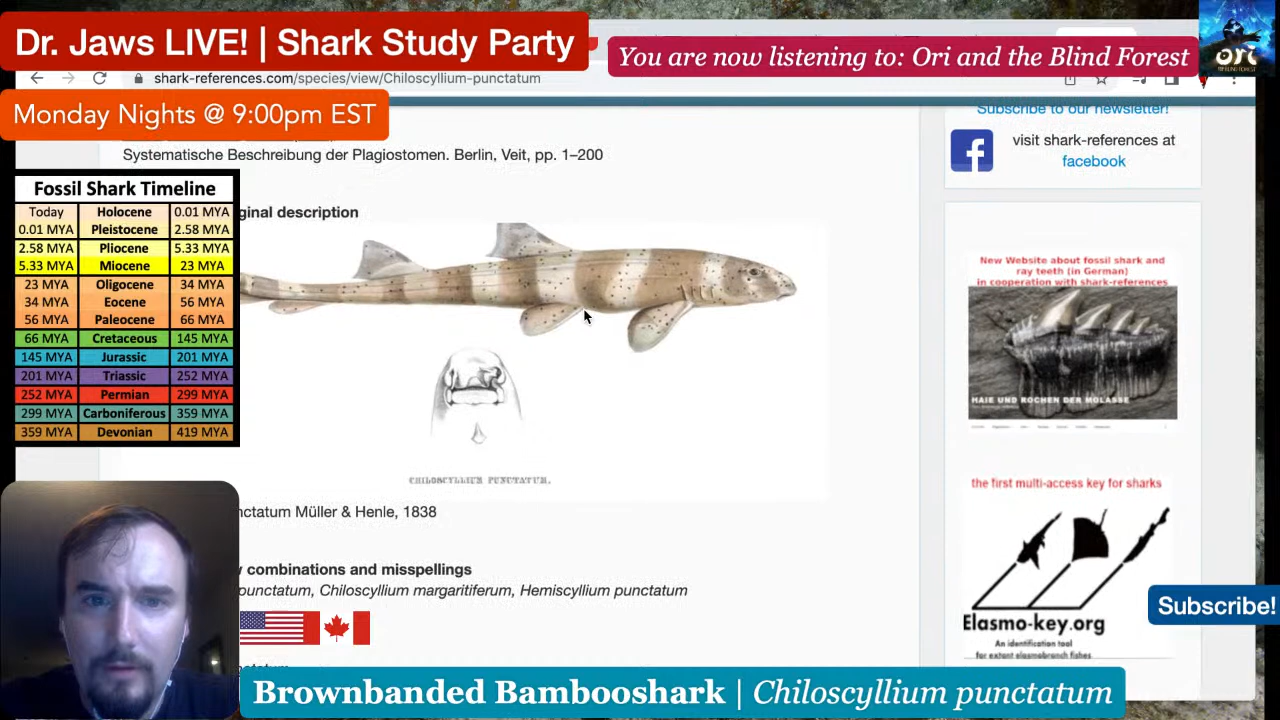 Dr. Jaws LIVE! | Shark Study Party
You are now listening to: Ori and the Blind Forest
ori
shark-references.com/species/view/Chiloscyllium-punctatum
Monday Nights @ 9:00pm EST
Subscribe to our newsletter!
Systematische Beschreibung der Plagiostomen. Berlin, Veit, pp. 1–200
visit shark-references at
facebook
Fossil Shark Timeline
Today Holocene 0.01 MYA
0.01 MYA Pleistocene 2.58 MYA
2.58 MYA Pliocene 5.33 MYA
5.33 MYA Miocene 23 MYA
23 MYA Oligocene 34 MYA
34 MYA Eocene 56 MYA
56 MYA Paleocene 66 MYA
66 MYA Cretaceous 145 MYA
145 MYA Jurassic 201 MYA
201 MYA Triassic 252 MYA
252 MYA Permian 299 MYA
299 MYA Carboniferous 359 MYA
359 MYA Devonian 419 MYA
ginal description
CHILOSCYLLIUM PUNCTATUM.
nctatum Müller & Henle, 1838
w combinations and misspellings
punctatum, Chiloscyllium margaritiferum, Hemiscyllium punctatum
New Website about fossil shark and
ray teeth (in German)
in cooperation with shark-references
HAIE UND ROCHEN DER MOLASSE
the first multi-access key for sharks
Elasmo-key.org
An identification tool
for extant elasmobranch fishes
Subscribe!
Brownbanded Bambooshark | Chiloscyllium punctatum